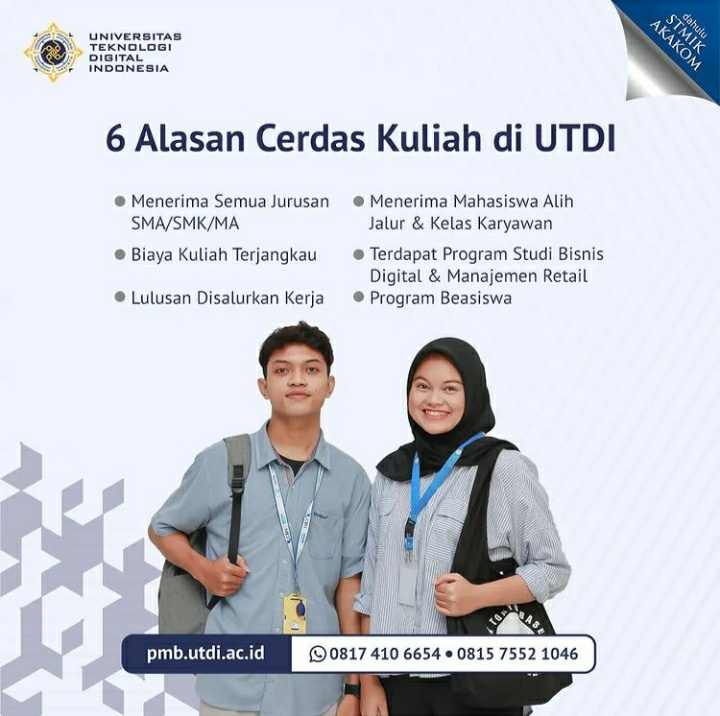 UNIVERSITAS
TEKNOLOGI
DIGITAL
INDONESIA
dahulu
STMIK
AKAKOM
6 Alasan Cerdas Kuliah di UTDI
Menerima Semua Jurusan
SMA/SMK/MA
Biaya Kuliah Terjangkau
Lulusan Disalurkan Kerja
Menerima Mahasiswa Alih
Jalur & Kelas Karyawan
Terdapat Program Studi Bisnis
Digital & Manajemen Retail
Program Beasiswa
pmb.utdi.ac.id
0817 410 6654 • 0815 7552 1046